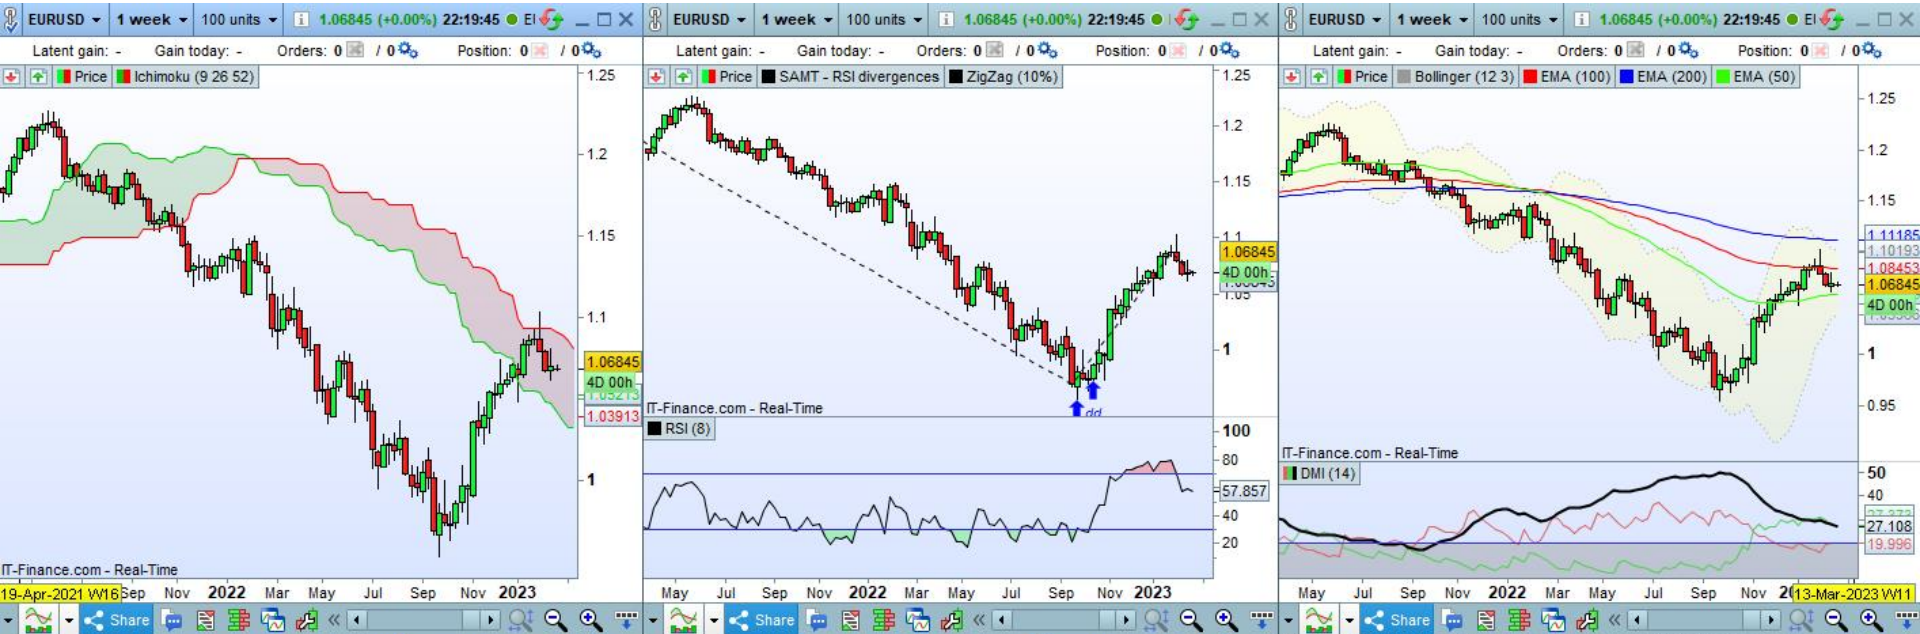 EURUSD 1 week 100 units 1.06845 (+0.00%) 22:19:45 EI
Latent gain: - Gain today: - Orders: 0 / 0 Position: 0 / 0
Price Ichimoku (9 26 52)
1.25
1.2
1.15
1.1
1.06845
4D 00h
1.03913
1
IT-Finance.com - Real-Time
19-Apr-2021 W16 Sep Nov 2022 Mar May Jul Sep Nov 2023
Share
EURUSD 1 week 100 units 1.06845 (+0.00%) 22:19:45
Latent gain: - Gain today: - Orders: 0 / 0 Position: 0 / 0
Price SAMT - RSI divergences ZigZag (10%)
1.25
1.2
1.15
1.1
1.06845
4D 00h
1.05
1
dd
IT-Finance.com - Real-Time
RSI (8)
100
80
57.857
40
20
May Jul Sep Nov 2022 Mar May Jul Sep Nov 2023
Share
EURUSD 1 week 100 units 1.06845 (+0.00%) 22:19:45 EI
Latent gain: - Gain today: - Orders: 0 / 0 Position: 0 / 0
Price Bollinger (12 3) EMA (100) EMA (200) EMA (50)
1.25
1.2
1.15
1.11185
1.10193
1.08453
1.06845
4D 00h
1
0.95
IT-Finance.com - Real-Time
DMI (14)
50
40
27.108
19.996
May Jul Sep Nov 2022 Mar May Jul Sep Nov 13-Mar-2023 W11
Share